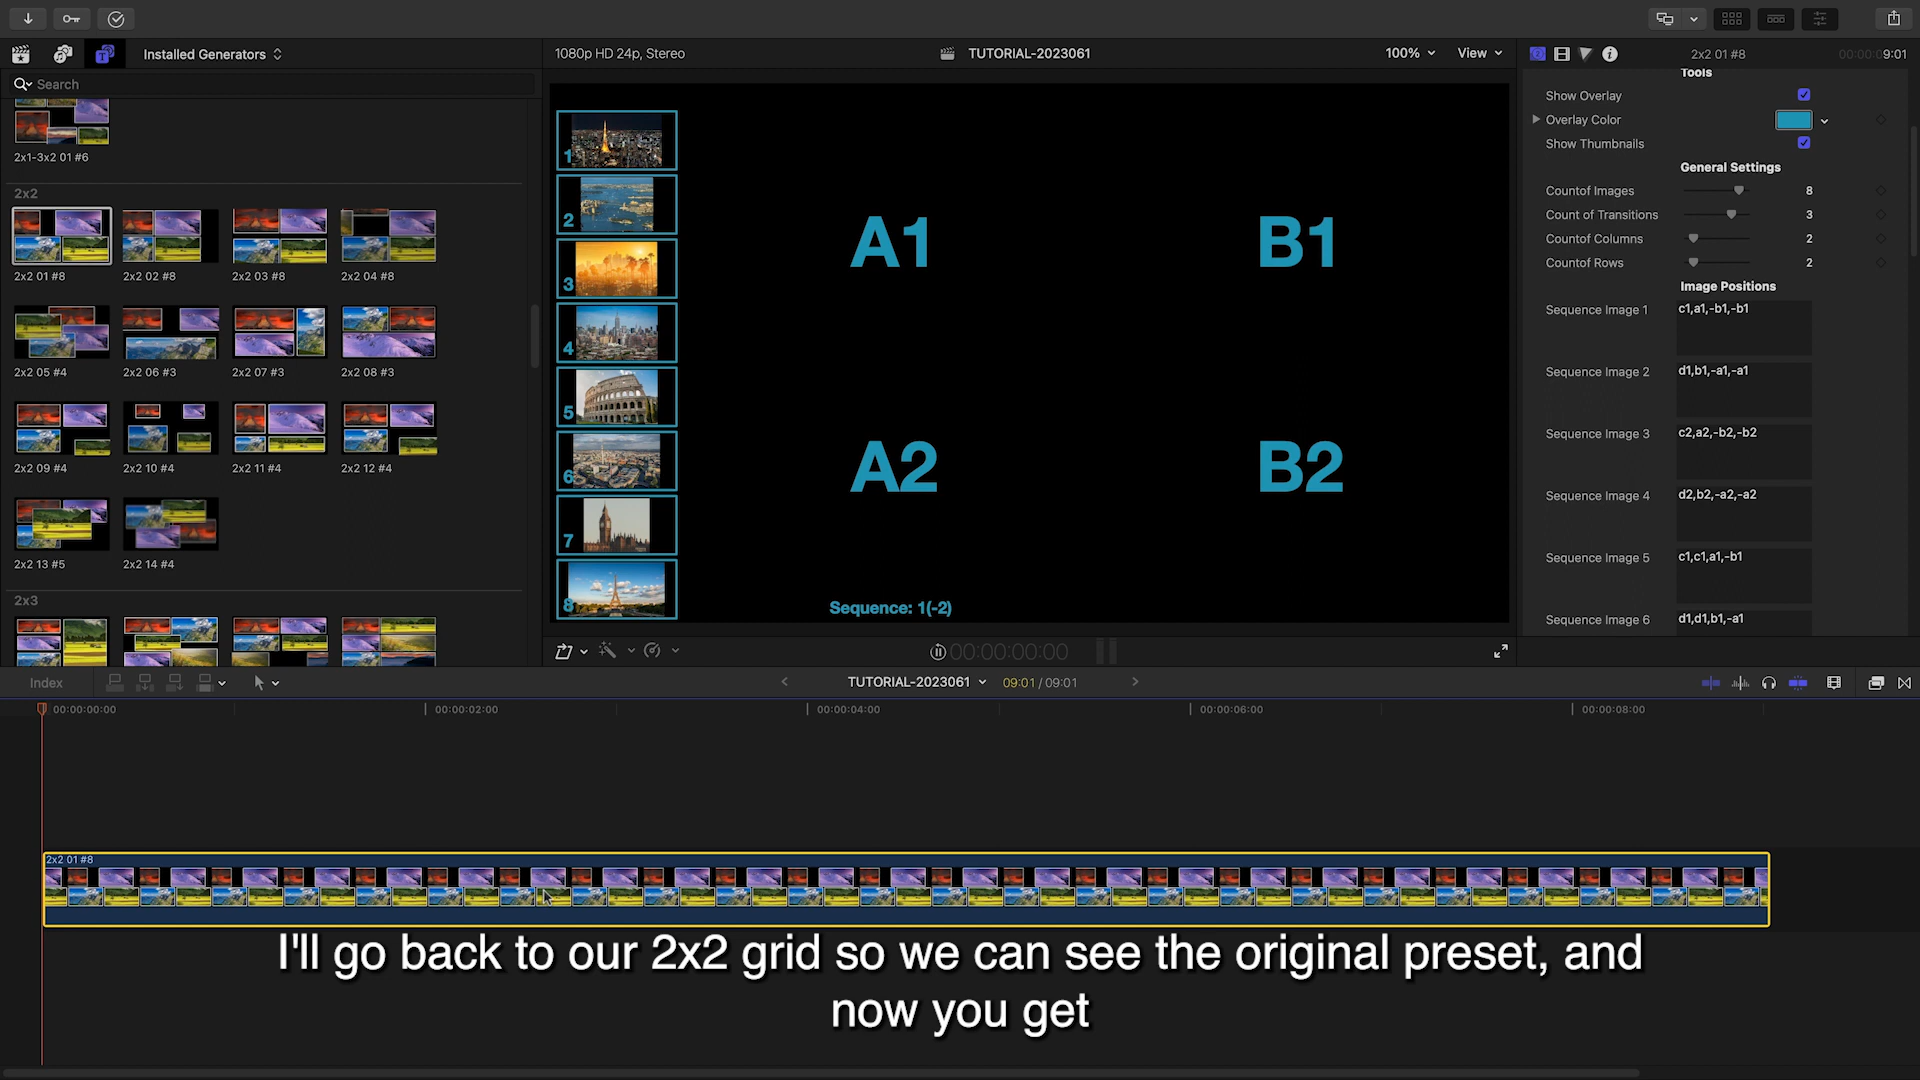 Installed Generators
1080p HD 24p, Stereo
TUTORIAL-2023061
100%
View
2x2 01 #8
00:00:09:01
Search
2x1-3x2 01 #6
2x2
2x2 01 #8
2x2 02 #8
2x2 03 #8
2x2 04 #8
2x2 05 #4
2x2 06 #3
2x2 07 #3
2x2 08 #3
2x2 09 #4
2x2 10 #4
2x2 11 #4
2x2 12 #4
2x2 13 #5
2x2 14 #4
2x3
1
2
3
4
5
6
7
8
A1
B1
A2
B2
Sequence: 1(-2)
00:00:00:00
Tools
Show Overlay
Overlay Color
Show Thumbnails
General Settings
Countof Images
8
Count of Transitions
3
Countof Columns
2
Countof Rows
2
Image Positions
Sequence Image 1
c1,a1,-b1,-b1
Sequence Image 2
d1,b1,-a1,-a1
Sequence Image 3
c2,a2,-b2,-b2
Sequence Image 4
d2,b2,-a2,-a2
Sequence Image 5
c1,c1,a1,-b1
Sequence Image 6
d1,d1,b1,-a1
Index
TUTORIAL-2023061
09:01 / 09:01
00:00:00:00
00:00:02:00
00:00:04:00
00:00:06:00
00:00:08:00
2x2 01 #8
I'll go back to our 2x2 grid so we can see the original preset, and
now you get